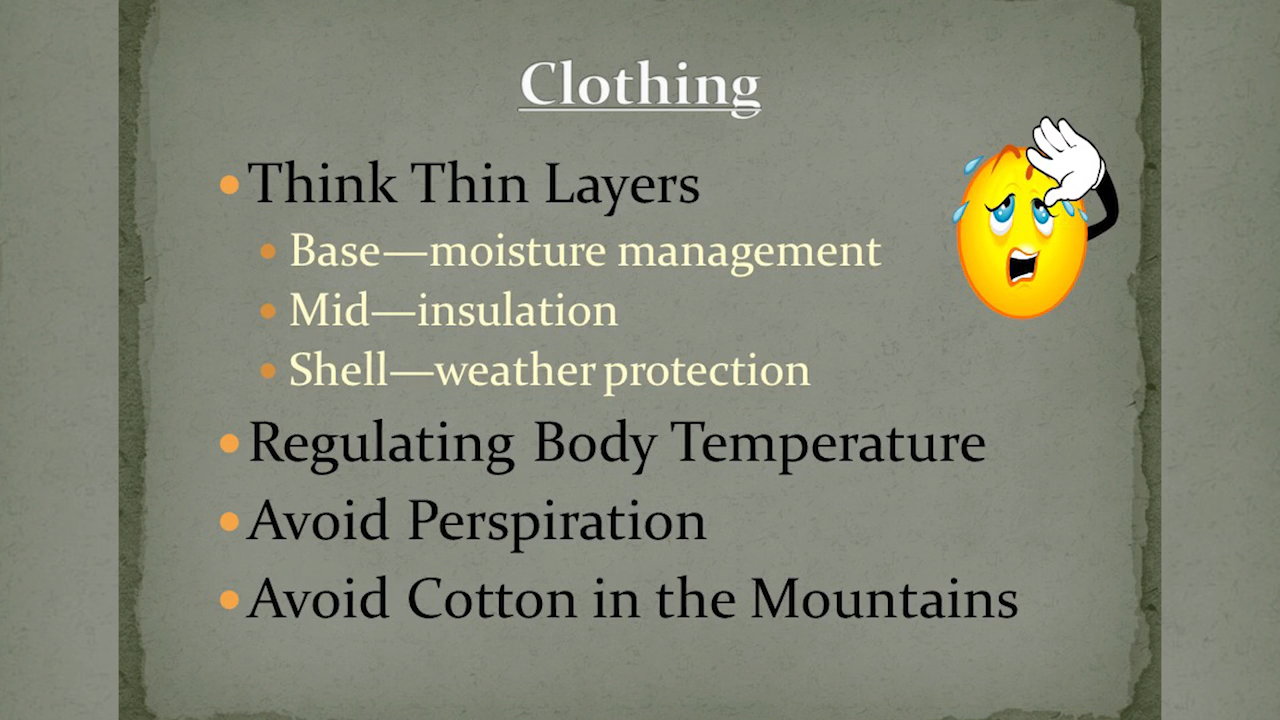 Clothing
Think Thin Layers
Base—moisture management
Mid—insulation
Shell—weather protection
Regulating Body Temperature
Avoid Perspiration
Avoid Cotton in the Mountains